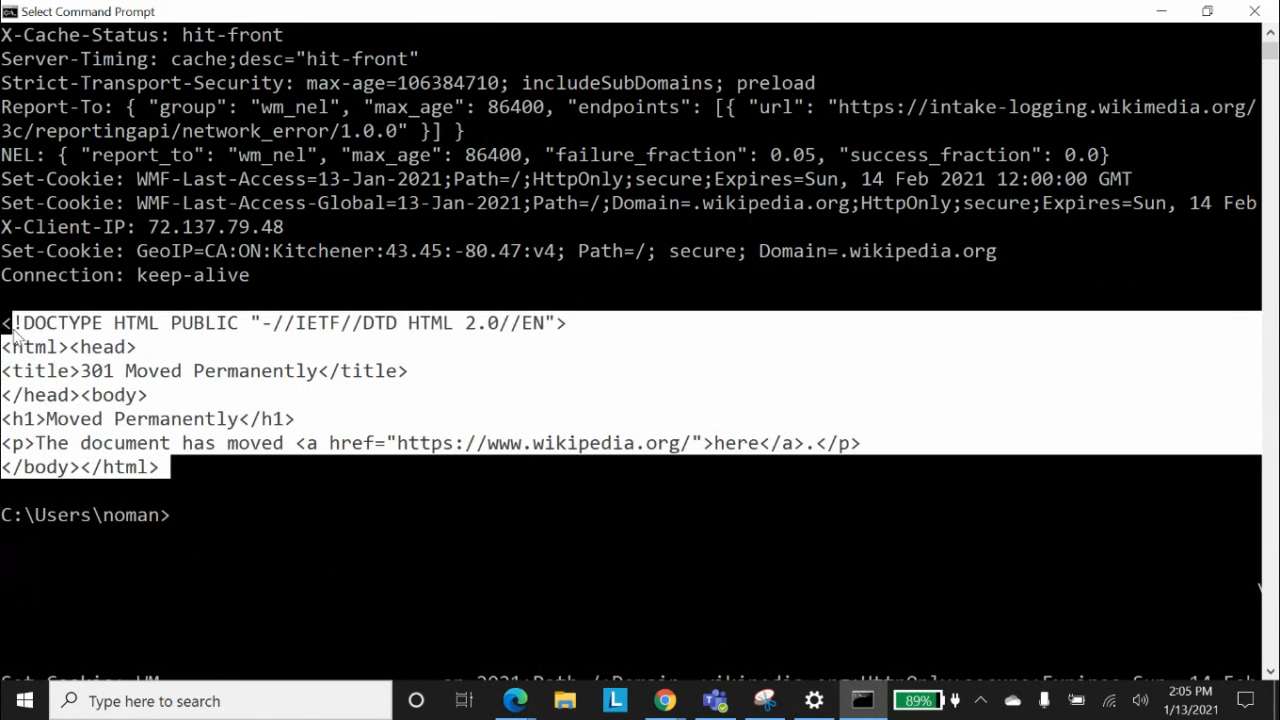 Select Command Prompt
X-Cache-Status: hit-front
Server-Timing: cache;desc="hit-front"
Strict-Transport-Security: max-age=106384710; includeSubDomains; preload
Report-To: { "group": "wm_nel", "max_age": 86400, "endpoints": [{ "url": "https://intake-logging.wikimedia.org/
3c/reportingapi/network_error/1.0.0" }] }
NEL: { "report_to": "wm_nel", "max_age": 86400, "failure_fraction": 0.05, "success_fraction": 0.0}
Set-Cookie: WMF-Last-Access=13-Jan-2021;Path=/;HttpOnly;secure;Expires=Sun, 14 Feb 2021 12:00:00 GMT
Set-Cookie: WMF-Last-Access-Global=13-Jan-2021;Path=/;Domain=.wikipedia.org;HttpOnly;secure;Expires=Sun, 14 Feb
X-Client-IP: 72.137.79.48
Set-Cookie: GeoIP=CA:ON:Kitchener:43.45:-80.47:v4; Path=/; secure; Domain=.wikipedia.org
Connection: keep-alive
<!DOCTYPE HTML PUBLIC "-//IETF//DTD HTML 2.0//EN">
<html><head>
<title>301 Moved Permanently</title>
</head><body>
<h1>Moved Permanently</h1>
<p>The document has moved <a href="https://www.wikipedia.org/">here</a>.</p>
</body></html>
C:\Users\noman>
Type here to search
L
89%
2:05 PM
1/13/2021